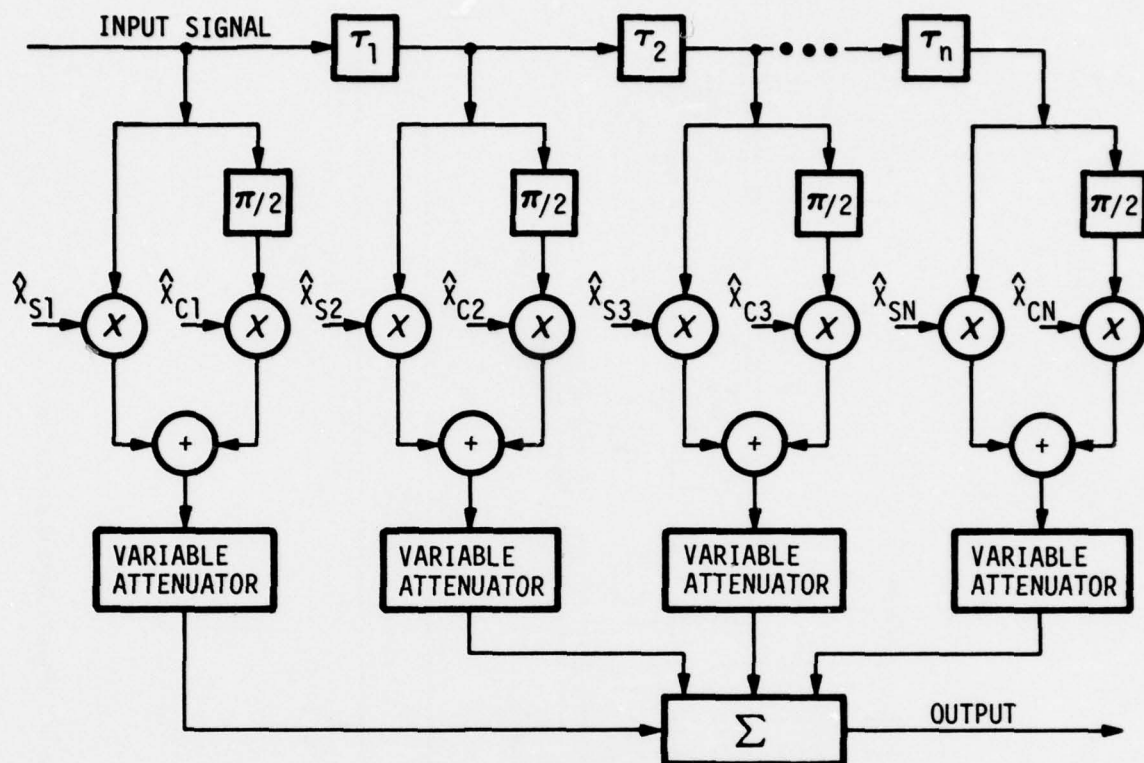 INPUT SIGNAL
τ1
τ2
τn
π/2
π/2
π/2
π/2
X̂S1
X
X̂C1
X
X̂S2
X
X̂C2
X
X̂S3
X
X̂C3
X
X̂SN
X
X̂CN
X
+
+
+
+
VARIABLE
ATTENUATOR
VARIABLE
ATTENUATOR
VARIABLE
ATTENUATOR
VARIABLE
ATTENUATOR
Σ
OUTPUT